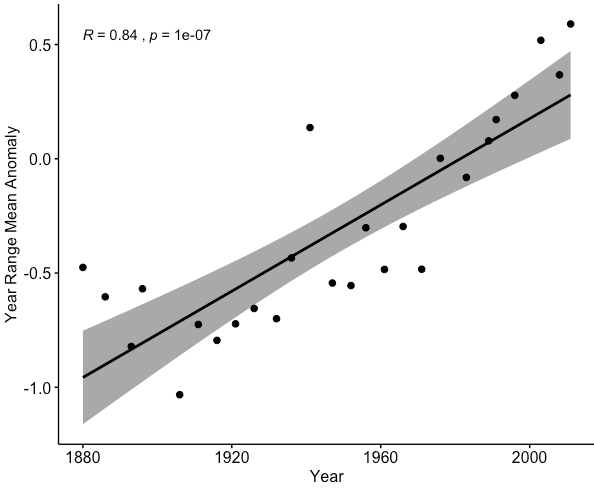 R = 0.84 , p = 1e-07
0.5
0.0
-0.5
-1.0
Year Range Mean Anomaly
1880 1920 1960 2000
Year